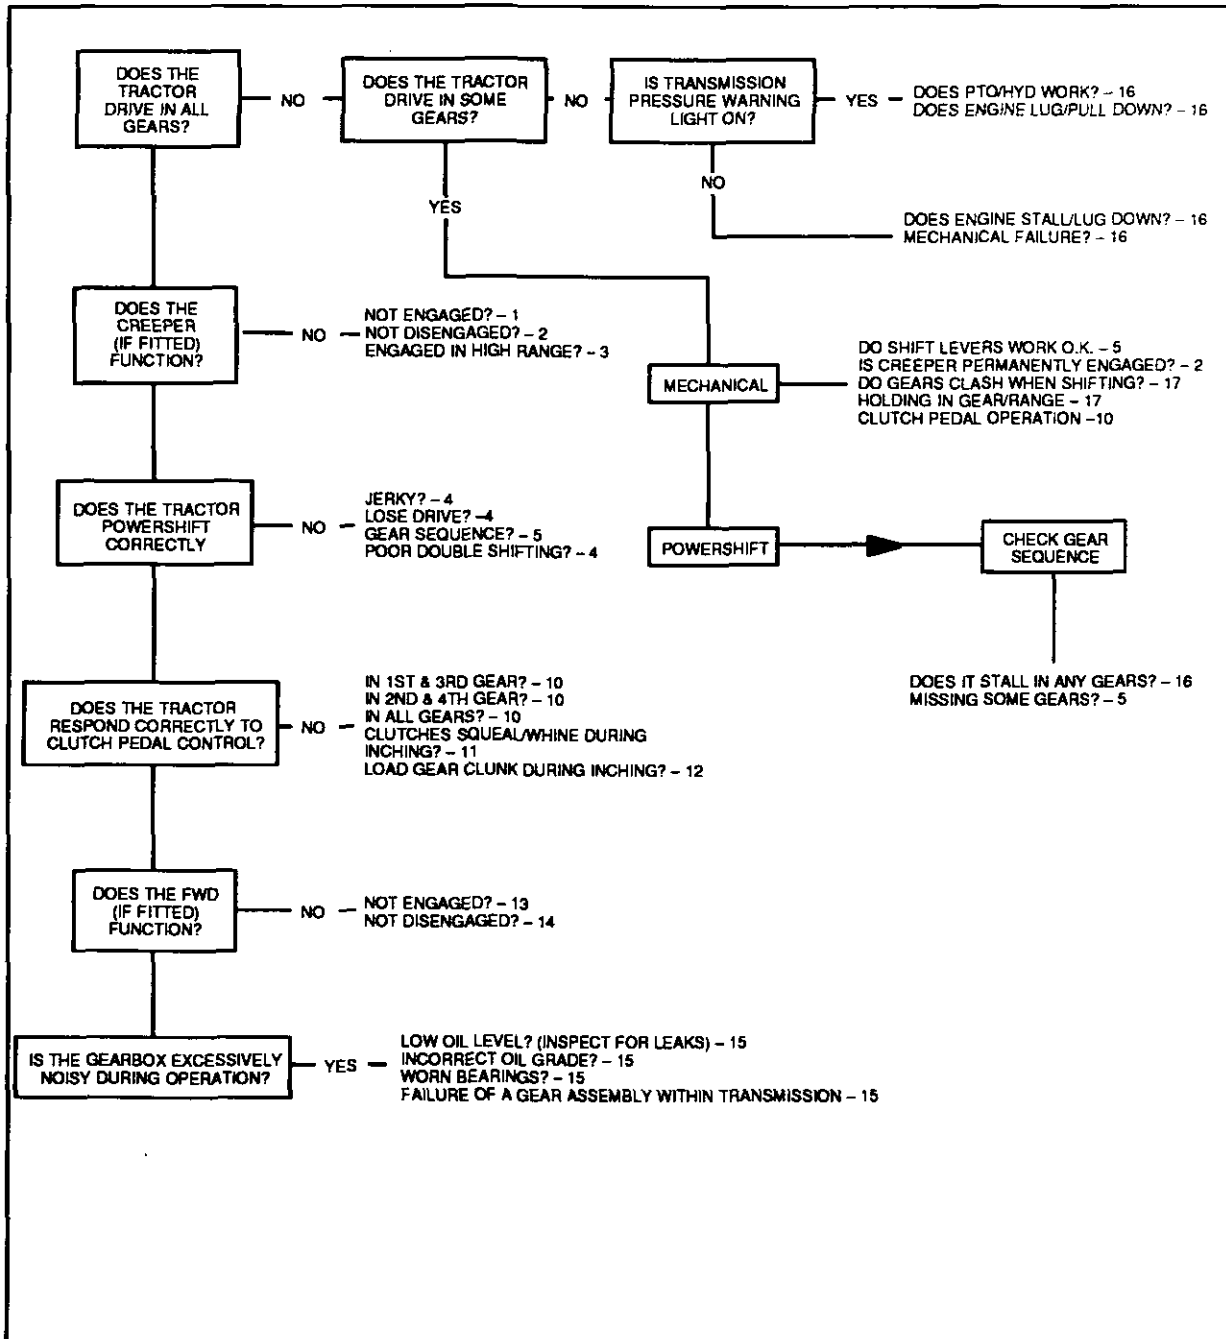 DOES THE
TRACTOR
DRIVE IN ALL
GEARS?
NO
DOES THE TRACTOR
DRIVE IN SOME
GEARS?
NO
IS TRANSMISSION
PRESSURE WARNING
LIGHT ON?
YES
DOES PTO/HYD WORK? – 16
DOES ENGINE LUG/PULL DOWN? – 16
NO
DOES ENGINE STALL/LUG DOWN? – 16
MECHANICAL FAILURE? – 16
YES
DOES THE
CREEPER
(IF FITTED)
FUNCTION?
NO
NOT ENGAGED? – 1
NOT DISENGAGED? – 2
ENGAGED IN HIGH RANGE? – 3
MECHANICAL
DO SHIFT LEVERS WORK O.K. – 5
IS CREEPER PERMANENTLY ENGAGED? – 2
DO GEARS CLASH WHEN SHIFTING? – 17
HOLDING IN GEAR/RANGE – 17
CLUTCH PEDAL OPERATION –10
DOES THE TRACTOR
POWERSHIFT
CORRECTLY
NO
JERKY? – 4
LOSE DRIVE? –4
GEAR SEQUENCE? – 5
POOR DOUBLE SHIFTING? – 4
POWERSHIFT
CHECK GEAR
SEQUENCE
DOES IT STALL IN ANY GEARS? – 16
MISSING SOME GEARS? – 5
DOES THE TRACTOR
RESPOND CORRECTLY TO
CLUTCH PEDAL CONTROL?
NO
IN 1ST & 3RD GEAR? – 10
IN 2ND & 4TH GEAR? – 10
IN ALL GEARS? – 10
CLUTCHES SQUEAL/WHINE DURING
INCHING? – 11
LOAD GEAR CLUNK DURING INCHING? – 12
DOES THE FWD
(IF FITTED)
FUNCTION?
NO
NOT ENGAGED? – 13
NOT DISENGAGED? – 14
IS THE GEARBOX EXCESSIVELY
NOISY DURING OPERATION?
YES
LOW OIL LEVEL? (INSPECT FOR LEAKS) – 15
INCORRECT OIL GRADE? – 15
WORN BEARINGS? – 15
FAILURE OF A GEAR ASSEMBLY WITHIN TRANSMISSION – 15